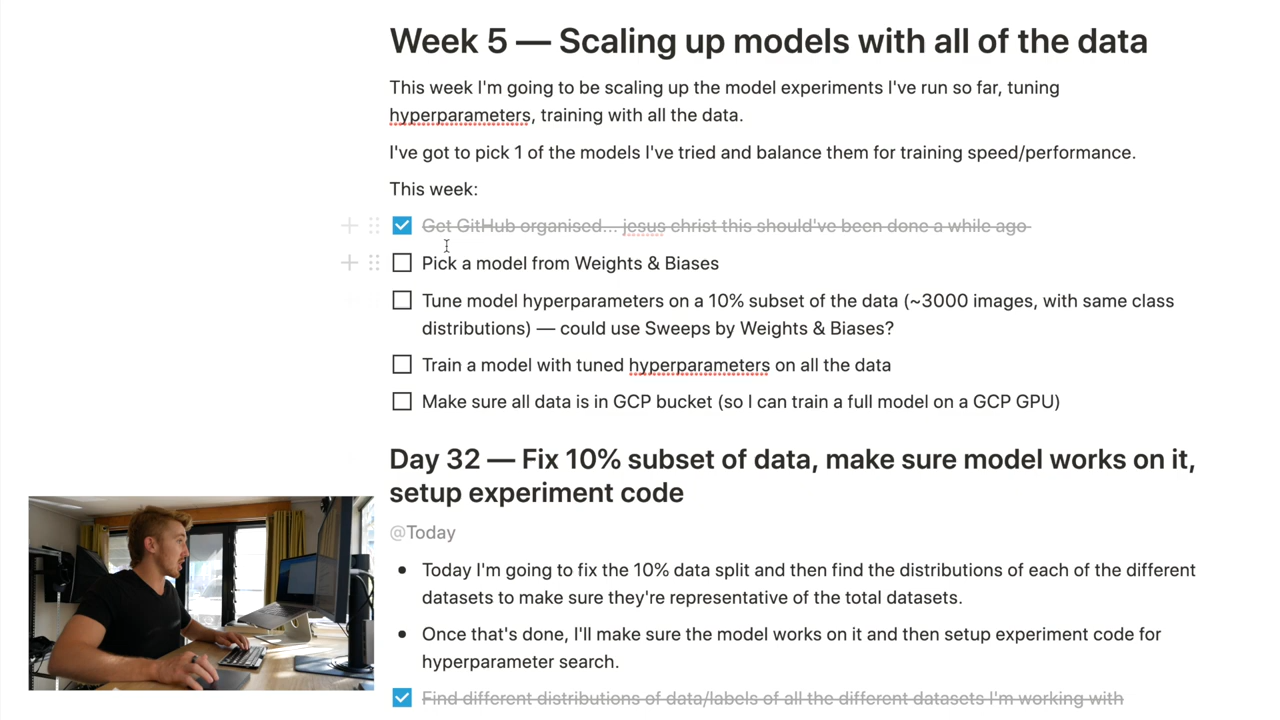 Week 5 — Scaling up models with all of the data
This week I'm going to be scaling up the model experiments I've run so far, tuning
hyperparameters, training with all the data.
I've got to pick 1 of the models I've tried and balance them for training speed/performance.
This week:
Get GitHub organised... jesus christ this should've been done a while ago
Pick a model from Weights & Biases
Tune model hyperparameters on a 10% subset of the data (~3000 images, with same class
distributions) — could use Sweeps by Weights & Biases?
Train a model with tuned hyperparameters on all the data
Make sure all data is in GCP bucket (so I can train a full model on a GCP GPU)
Day 32 — Fix 10% subset of data, make sure model works on it,
setup experiment code
@Today
Today I'm going to fix the 10% data split and then find the distributions of each of the different
datasets to make sure they're representative of the total datasets.
Once that's done, I'll make sure the model works on it and then setup experiment code for
hyperparameter search.
Find different distributions of data/labels of all the different datasets I'm working with